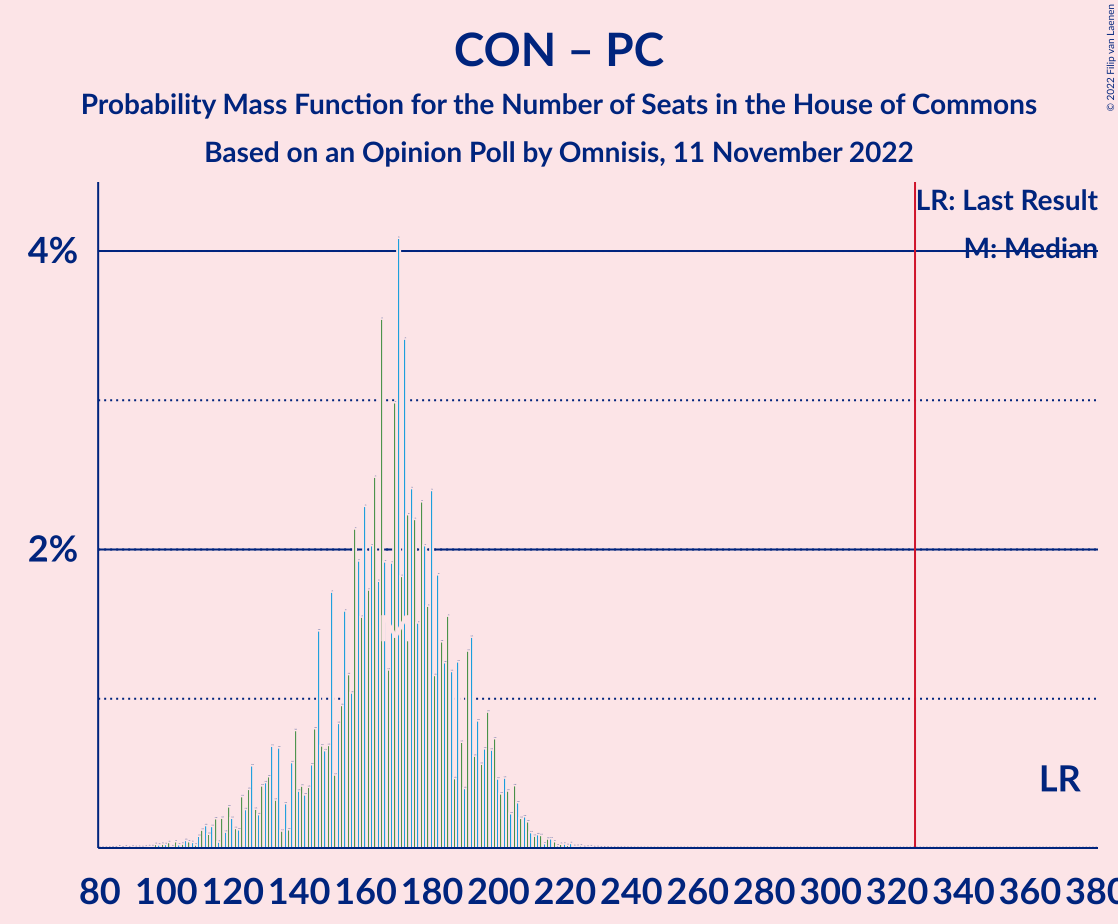 CON – PC
Probability Mass Function for the Number of Seats in the House of Commons
Based on an Opinion Poll by Omnisis, 11 November 2022
© 2022 Filip van Laenen
LR: Last Result
M: Median
4%
2%
LR
80 100 120 140 160 180 200 220 240 260 280 300 320 340 360 380